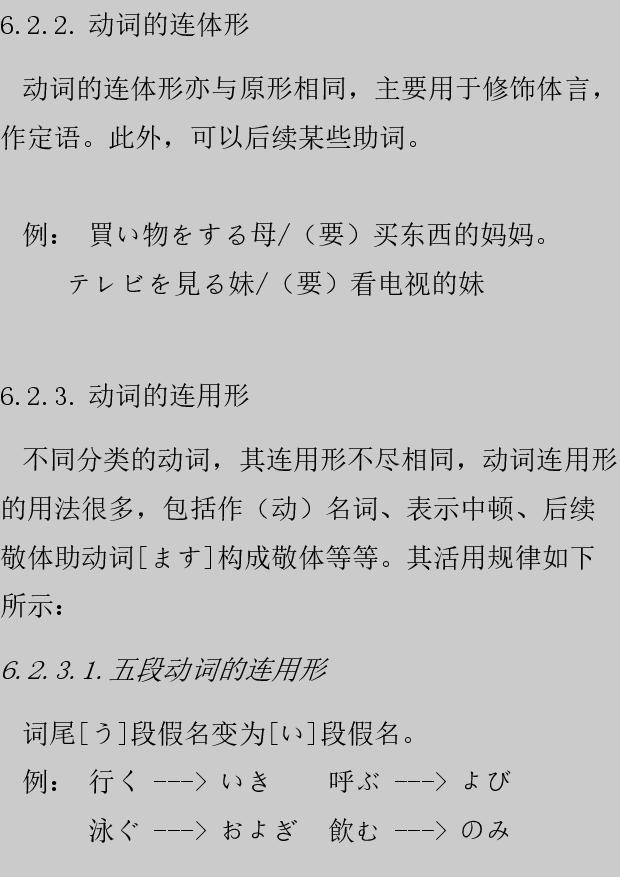 6.2.2. 动词的连体形
动词的连体形亦与原形相同，主要用于修饰体言，
作定语。此外，可以后续某些助词。
例： 買い物をする母/（要）买东西的妈妈。
テレビを見る妹/（要）看电视的妹
6.2.3. 动词的连用形
不同分类的动词，其连用形不尽相同，动词连用形
的用法很多，包括作（动）名词、表示中顿、后续
敬体助动词[ます]构成敬体等等。其活用规律如下
所示：
6.2.3.1. 五段动词的连用形
词尾[う]段假名变为[い]段假名。
例： 行く ---> いき 呼ぶ ---> よび
泳ぐ ---> およぎ 飲む ---> のみ